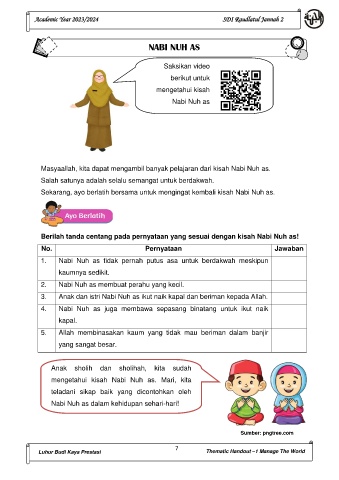 Academic Year 2023/2024
SDI Raudlatul Jannah 2
NABI NUH AS
Saksikan video
berikut untuk
mengetahui kisah
Nabi Nuh as
Masyaallah, kita dapat mengambil banyak pelajaran dari kisah Nabi Nuh as.
Salah satunya adalah selalu semangat untuk berdakwah.
Sekarang, ayo berlatih bersama untuk mengingat kembali kisah Nabi Nuh as.
Ayo Berlatih
Berilah tanda centang pada pernyataan yang sesuai dengan kisah Nabi Nuh as!
No. Pernyataan Jawaban
1. Nabi Nuh as tidak pernah putus asa untuk berdakwah meskipun
kaumnya sedikit.
2. Nabi Nuh as membuat perahu yang kecil.
3. Anak dan istri Nabi Nuh as ikut naik kapal dan beriman kepada Allah.
4. Nabi Nuh as juga membawa sepasang binatang untuk ikut naik
kapal.
5. Allah membinasakan kaum yang tidak mau beriman dalam banjir
yang sangat besar.
Anak sholih dan sholihah, kita sudah
mengetahui kisah Nabi Nuh as. Mari, kita
teladani sikap baik yang dicontohkan oleh
Nabi Nuh as dalam kehidupan sehari-hari!
Sumber: pngtree.com
Luhur Budi Kaya Prestasi
7
Thematic Handout –1 Manage The World